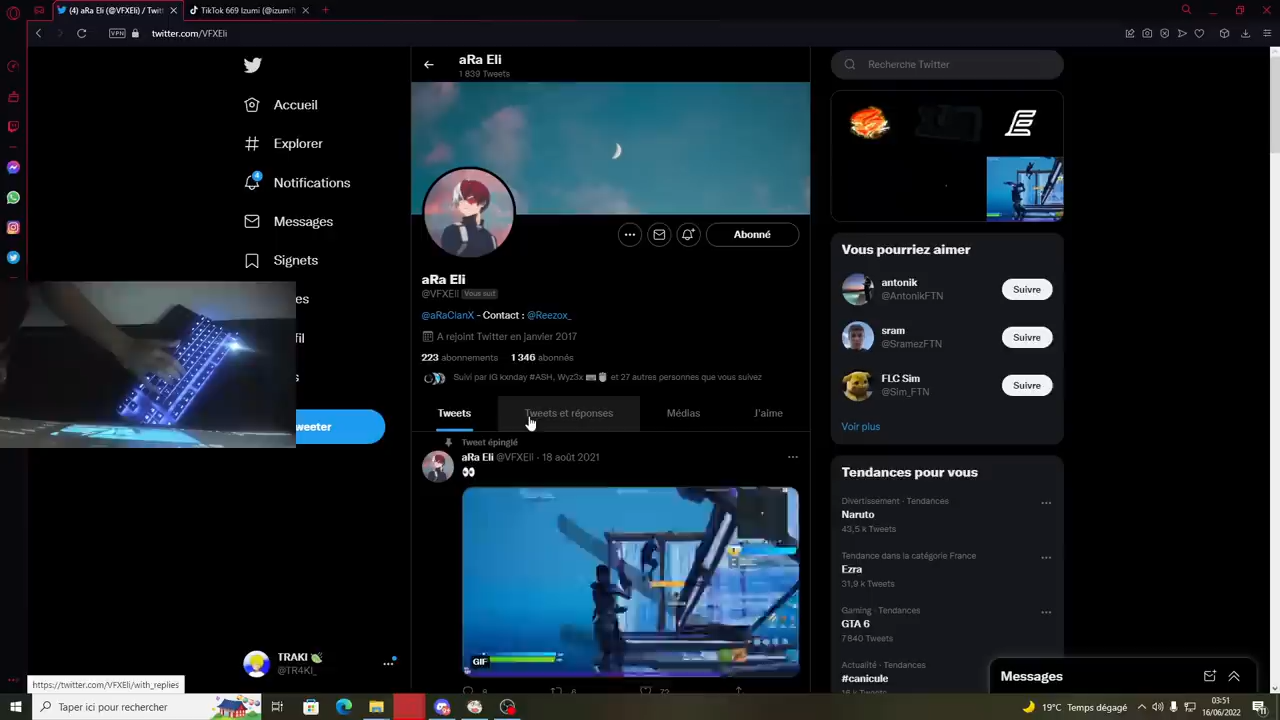 (4) aRa Eli (@VFXEli) / Twitt
TikTok 669 Izumi (@izumif
VPN
twitter.com/VFXEli
aRa Eli
1 839 Tweets
Recherche Twitter
Accueil
Explorer
4
Notifications
Messages
Signets
Abonné
aRa Eli
@VFXEli
Vous suit
@aRaClanX - Contact : @Reezox_
A rejoint Twitter en janvier 2017
223 abonnements 1 346 abonnés
Suivi par IG kxnday #ASH, Wyz3x et 27 autres personnes que vous suivez
Tweets
Tweets et réponses
Médias
J'aime
Tweet épinglé
aRa Eli @VFXEli · 18 août 2021
GIF
8
6
72
Vous pourriez aimer
antonik
@AntonikFTN
Suivre
sram
@SramezFTN
Suivre
FLC Sim
@Sim_FTN
Suivre
Voir plus
Tendances pour vous
Divertissement · Tendances
Naruto
43,5 k Tweets
Tendance dans la catégorie France
Ezra
31,9 k Tweets
Gaming · Tendances
GTA 6
7 840 Tweets
Actualité · Tendances
#canicule
Messages
TRAKI
@TR4KI_
https://twitter.com/VFXEli/with_replies
Taper ici pour rechercher
19°C Temps dégagé
03:51
16/06/2022